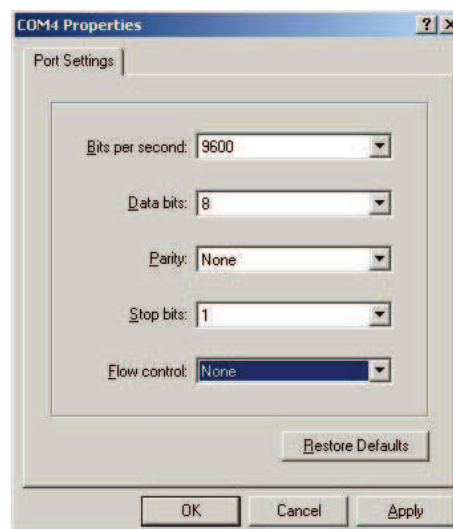 COM4 Properties ? ×
Port Settings
Bits per second: 9600
Data bits: 8
Parity: None
Stop bits: 1
Flow control: None
Restore Defaults
OK Cancel Apply